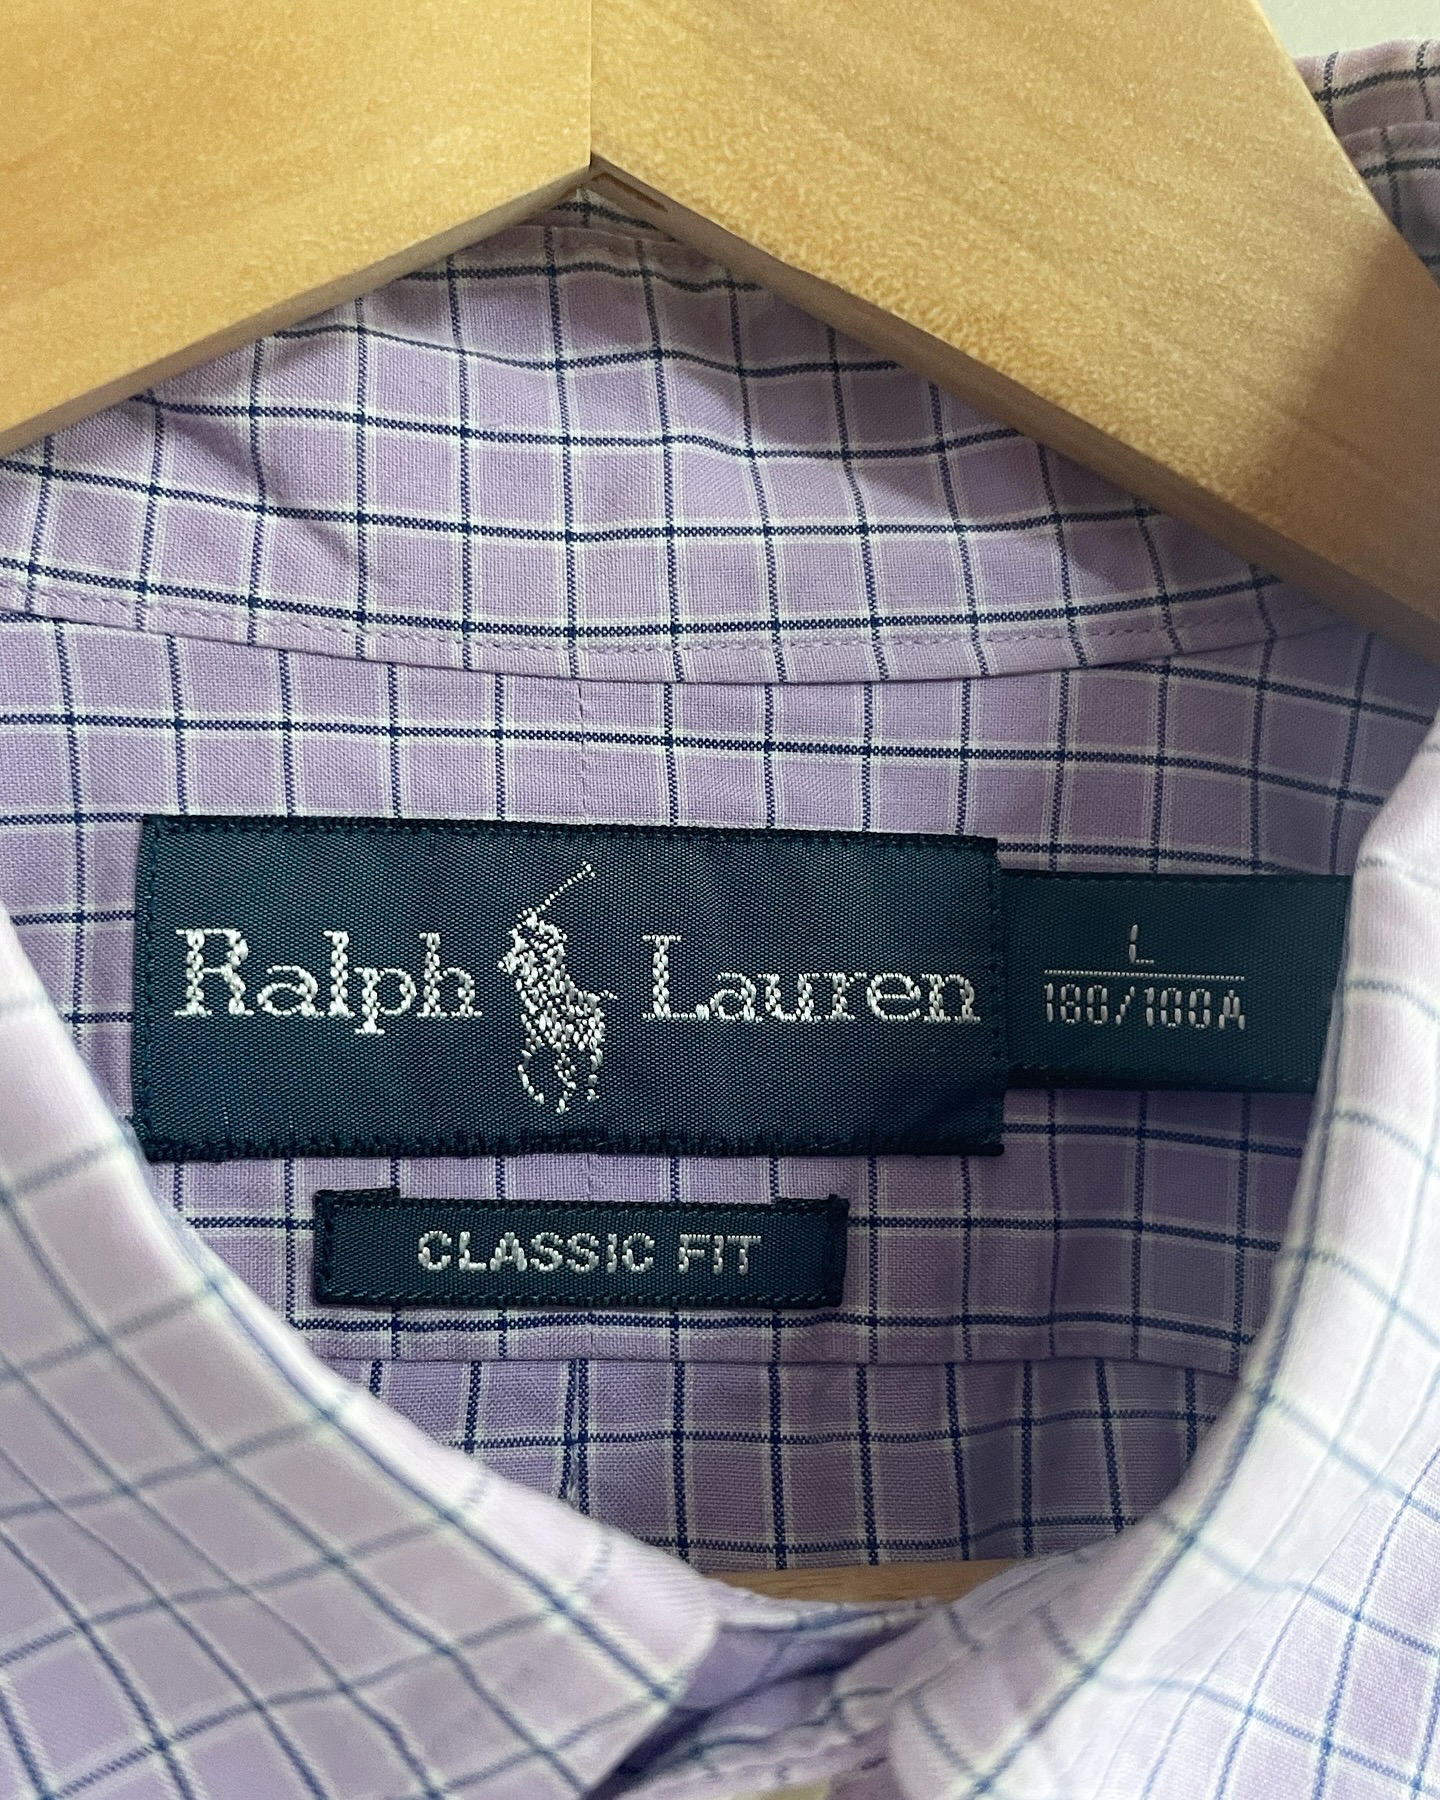 Ralph Lauren
L
180/100A
CLASSIC FIT